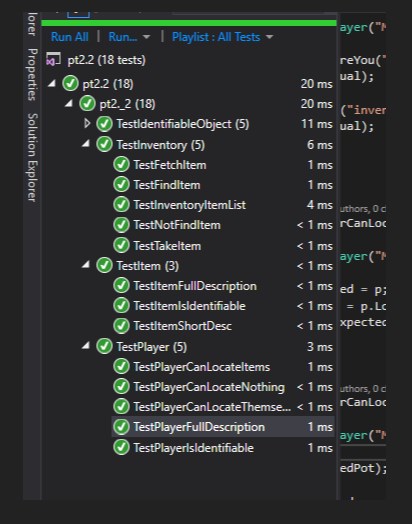 Run All | Run... | Playlist : All Tests
pt2.2 (18 tests)
pt2.2 (18) 20 ms
pt2._2 (18) 20 ms
TestIdentifiableObject (5) 11 ms
TestInventory (5) 6 ms
TestFetchItem 1 ms
TestFindItem 1 ms
TestInventoryItemList 4 ms
TestNotFindItem < 1 ms
TestTakeItem < 1 ms
TestItem (3) < 1 ms
TestItemFullDescription < 1 ms
TestItemIsIdentifiable < 1 ms
TestItemShortDesc < 1 ms
TestPlayer (5) 3 ms
TestPlayerCanLocateItems 1 ms
TestPlayerCanLocateNothing < 1 ms
TestPlayerCanLocateThemse... < 1 ms
TestPlayerFullDescription 1 ms
TestPlayerIsIdentifiable 1 ms
lorer
Properties
Solution Explorer
ayer("M
reYou("
ual);
("inven
ual);
uthors, 0 c
rCanLoc
ayer("M
ed = p;
= p.Lo
xpected
uthors, 0 c
rCanLoc
ayer("M
edPot);